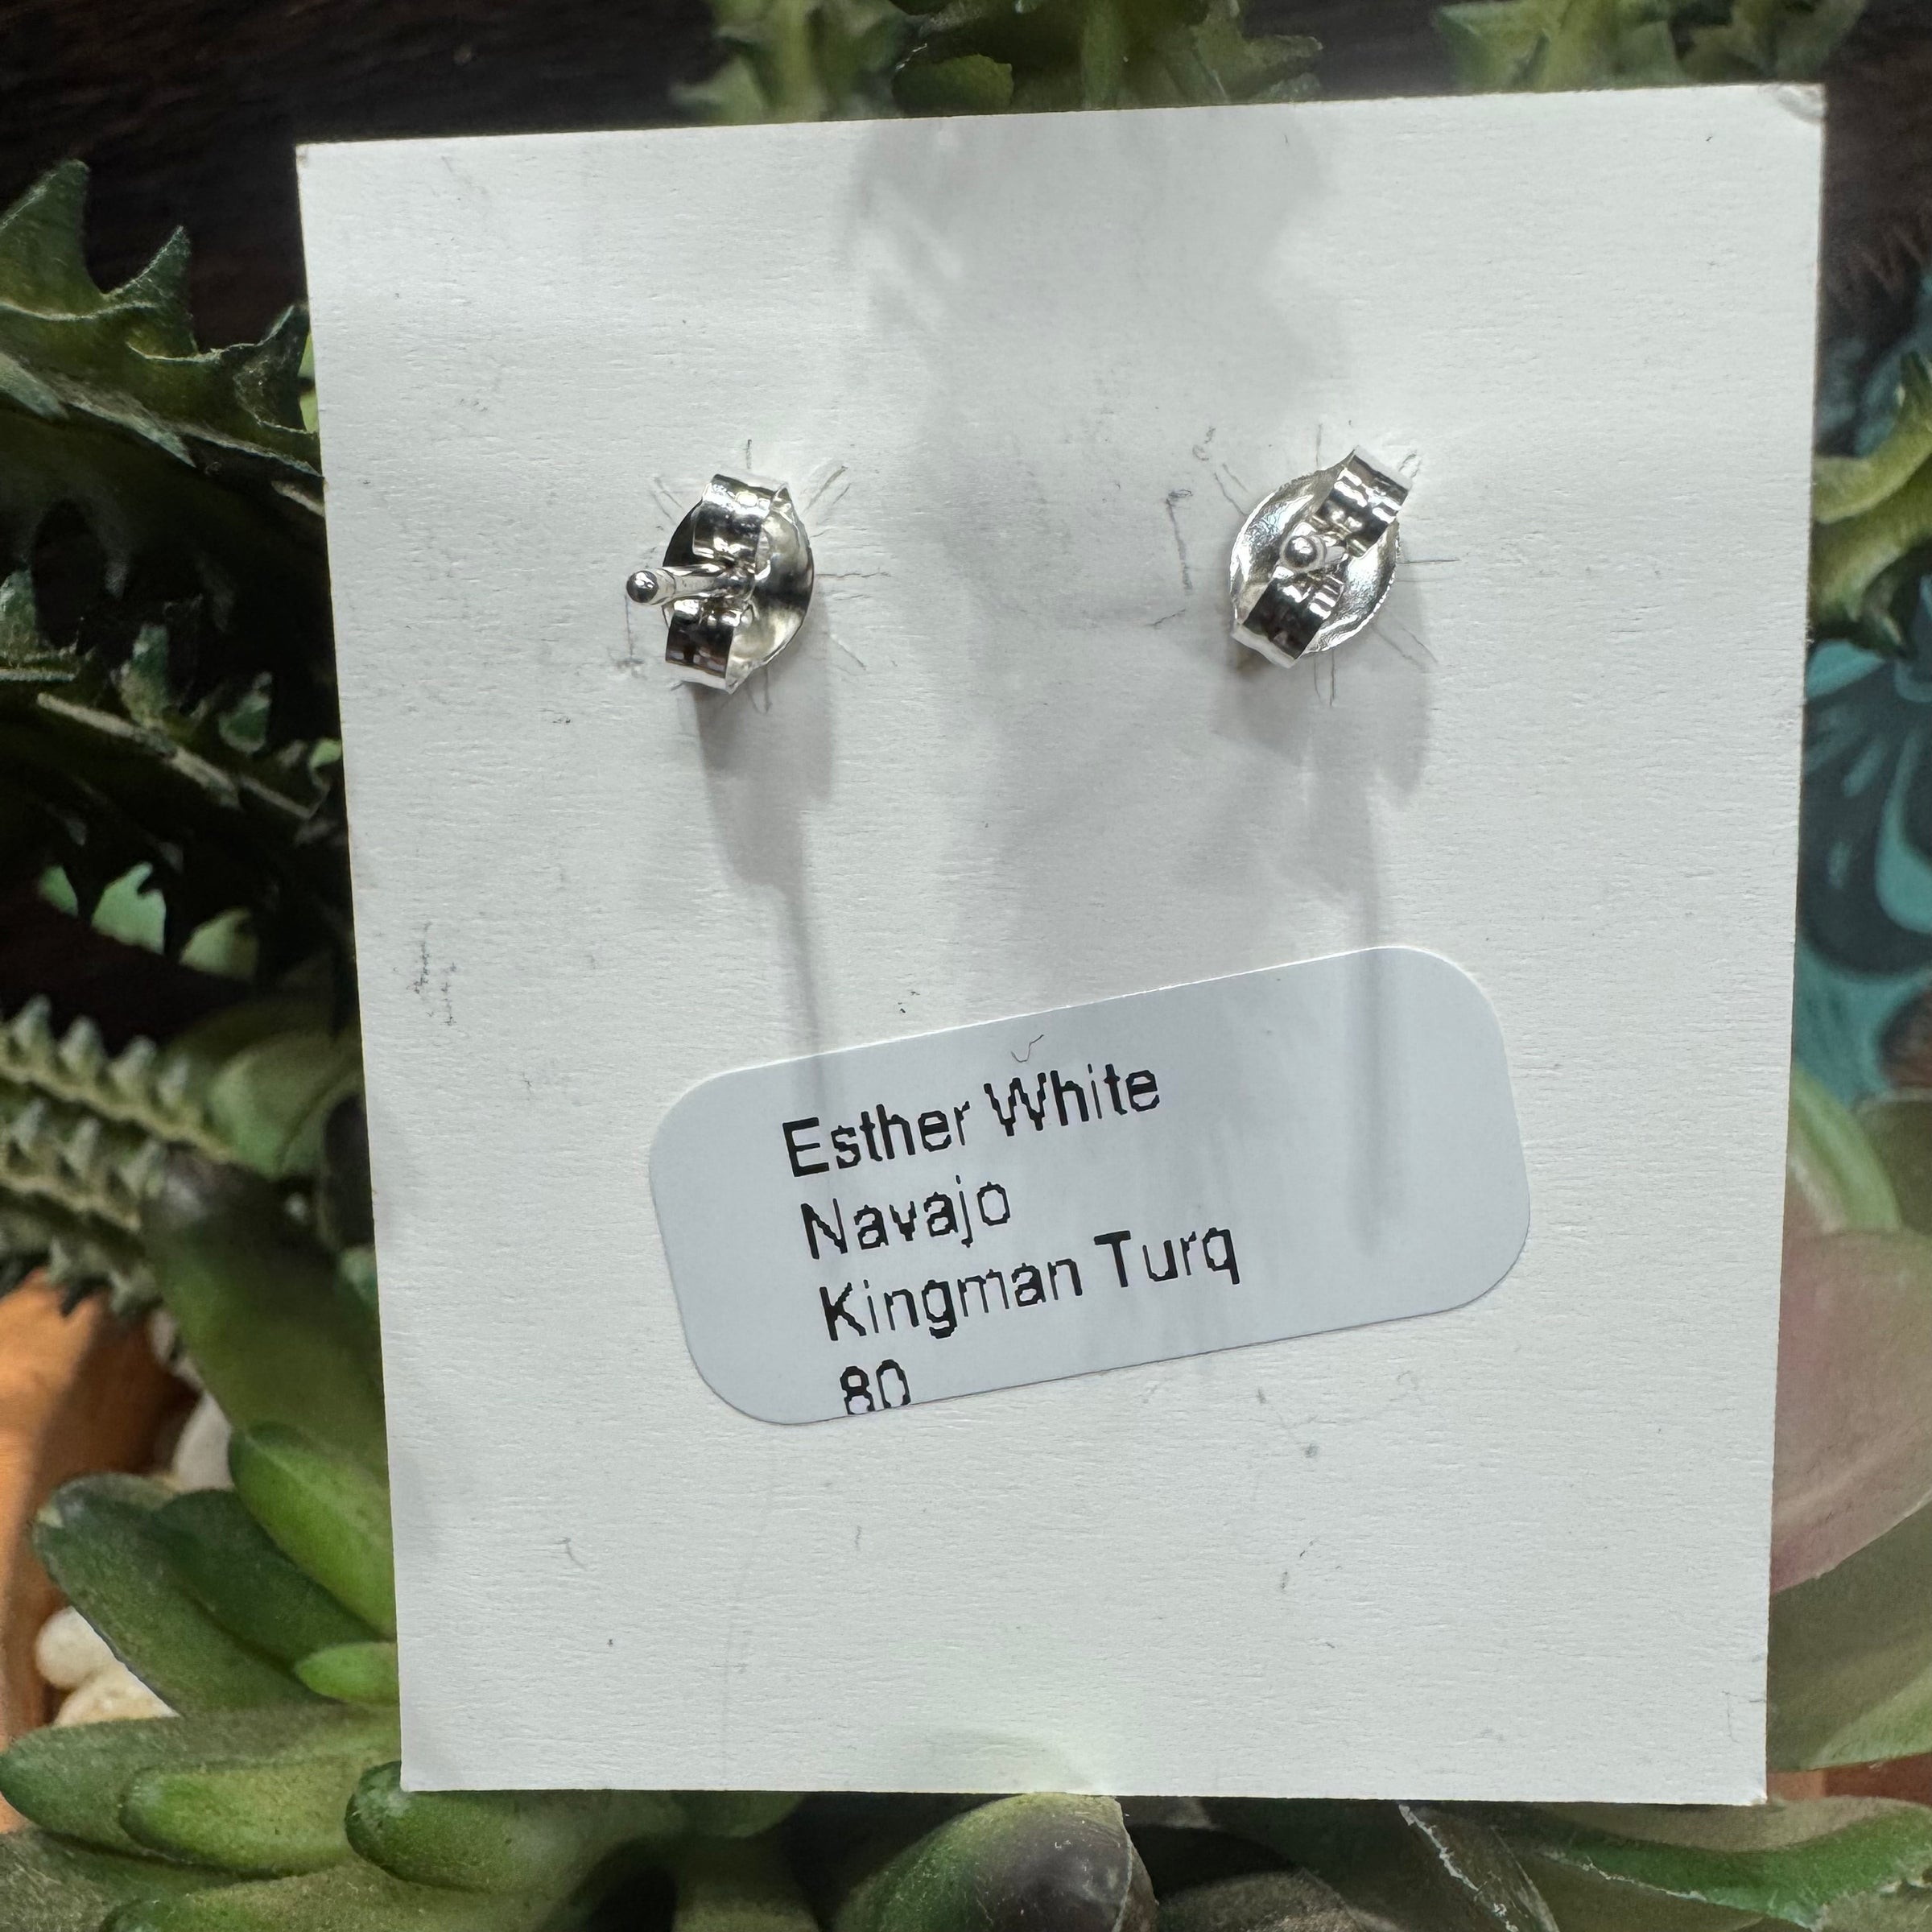 Esther White
Navajo
Kingman Turq
80